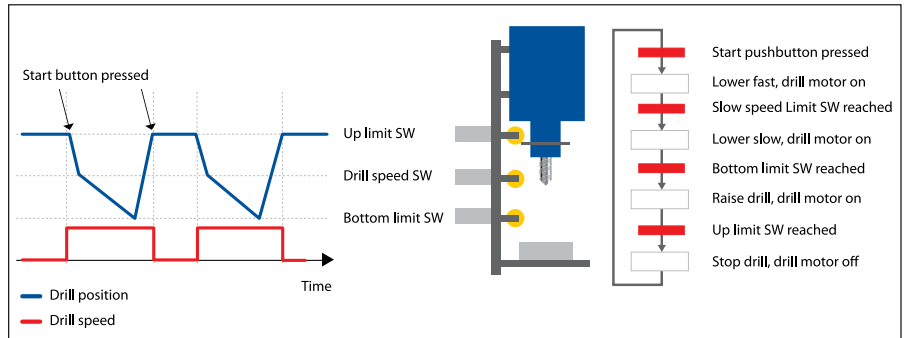 Start button pressed
Up limit SW
Drill speed SW
Bottom limit SW
Time
Drill position
Drill speed
Start pushbutton pressed
Lower fast, drill motor on
Slow speed Limit SW reached
Lower slow, drill motor on
Bottom limit SW reached
Raise drill, drill motor on
Up limit SW reached
Stop drill, drill motor off